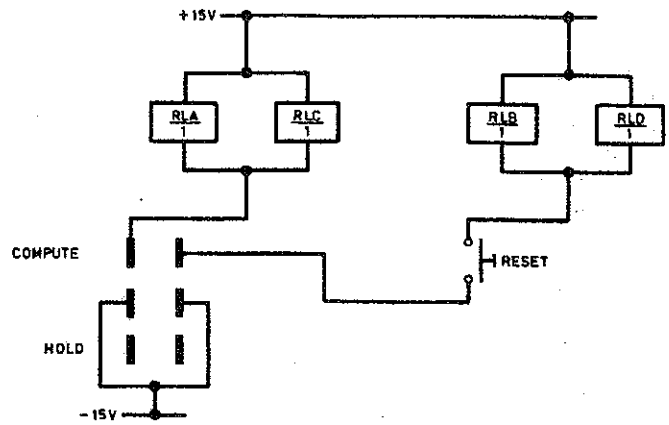 +15V
RLA
1
RLC
1
RLB
1
RLD
1
COMPUTE
RESET
HOLD
-15V